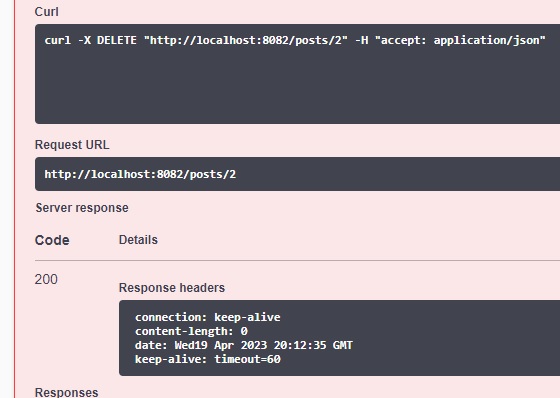 Curl
curl -X DELETE "http://localhost:8082/posts/2" -H "accept: application/json"
Request URL
http://localhost:8082/posts/2
Server response
Code Details
200
Response headers
connection: keep-alive
content-length: 0
date: Wed19 Apr 2023 20:12:35 GMT
keep-alive: timeout=60
Responses